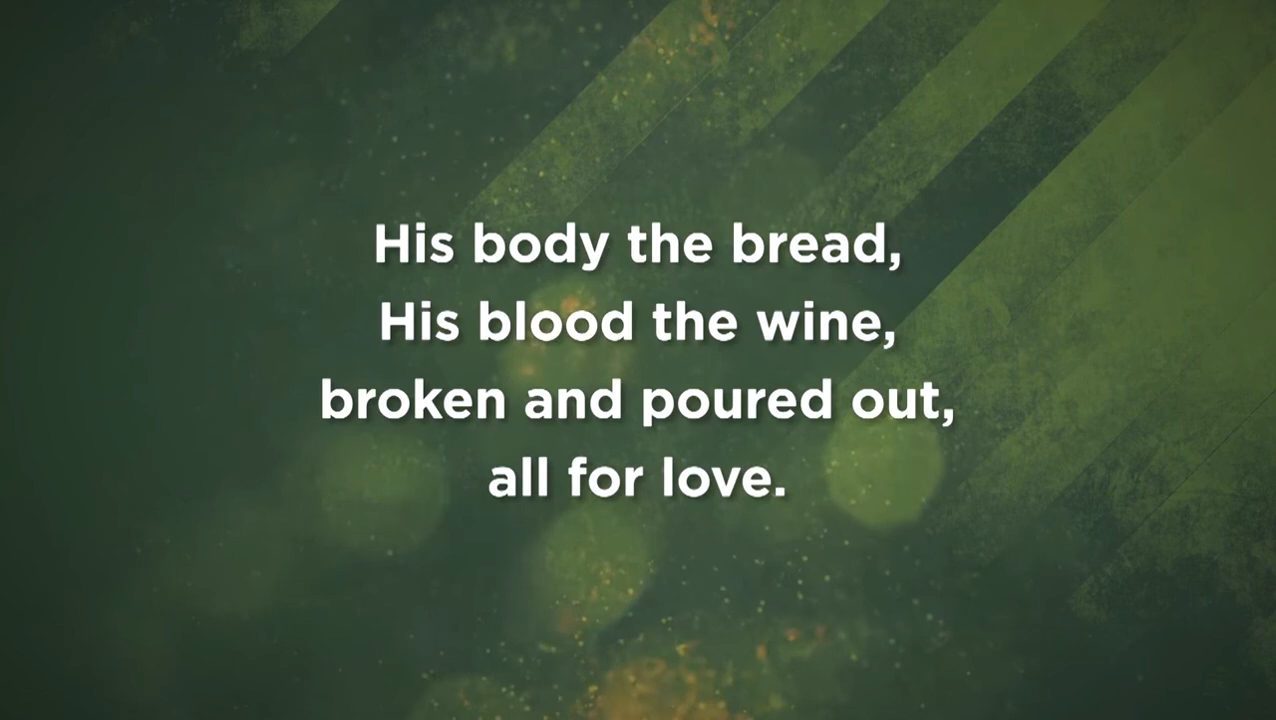 His body the bread,
His blood the wine,
broken and poured out,
all for love.